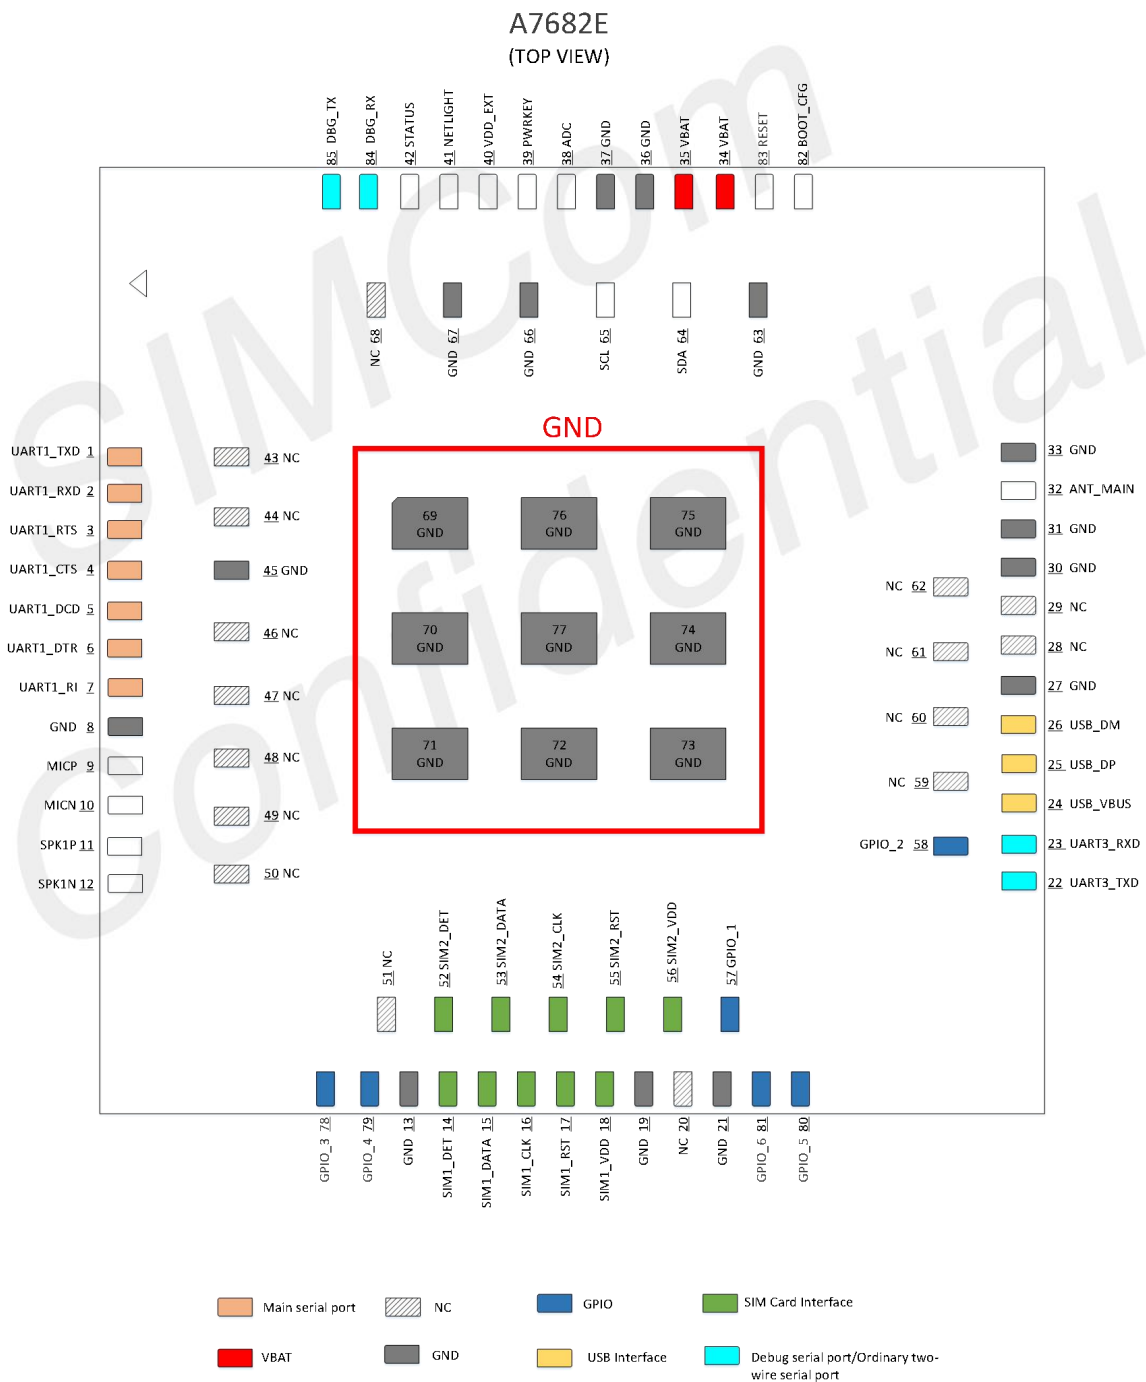 A7682E
(TOP VIEW)
85 DBG_TX
84 DBG_RX
42 STATUS
41 NETLIGHT
40 VDD_EXT
39 PWRKEY
38 ADC
37 GND
36 GND
35 VBAT
34 VBAT
83 RESET
82 BOOT_CFG
NC 68
GND 67
GND 66
SCL 65
SDA 64
GND 63
UART1_TXD 1
UART1_RXD 2
UART1_RTS 3
UART1_CTS 4
UART1_DCD 5
UART1_DTR 6
UART1_RI 7
GND 8
MICP 9
MICN 10
SPK1P 11
SPK1N 12
43 NC
44 NC
45 GND
46 NC
47 NC
48 NC
49 NC
50 NC
GND
69
GND
76
GND
75
GND
70
GND
77
GND
74
GND
71
GND
72
GND
73
GND
NC 62
NC 61
NC 60
NC 59
GPIO_2 58
33 GND
32 ANT_MAIN
31 GND
30 GND
29 NC
28 NC
27 GND
26 USB_DM
25 USB_DP
24 USB_VBUS
23 UART3_RXD
22 UART3_TXD
51 NC
52 SIM2_DET
53 SIM2_DATA
54 SIM2_CLK
55 SIM2_RST
56 SIM2_VDD
57 GPIO_1
GPIO_3 78
GPIO_4 79
GND 13
SIM1_DET 14
SIM1_DATA 15
SIM1_CLK 16
SIM1_RST 17
SIM1_VDD 18
GND 19
NC 20
GND 21
GPIO_6 81
GPIO_5 80
Main serial port
NC
GPIO
SIM Card Interface
VBAT
GND
USB Interface
Debug serial port/Ordinary two-
wire serial port
SIMCom
Confidential